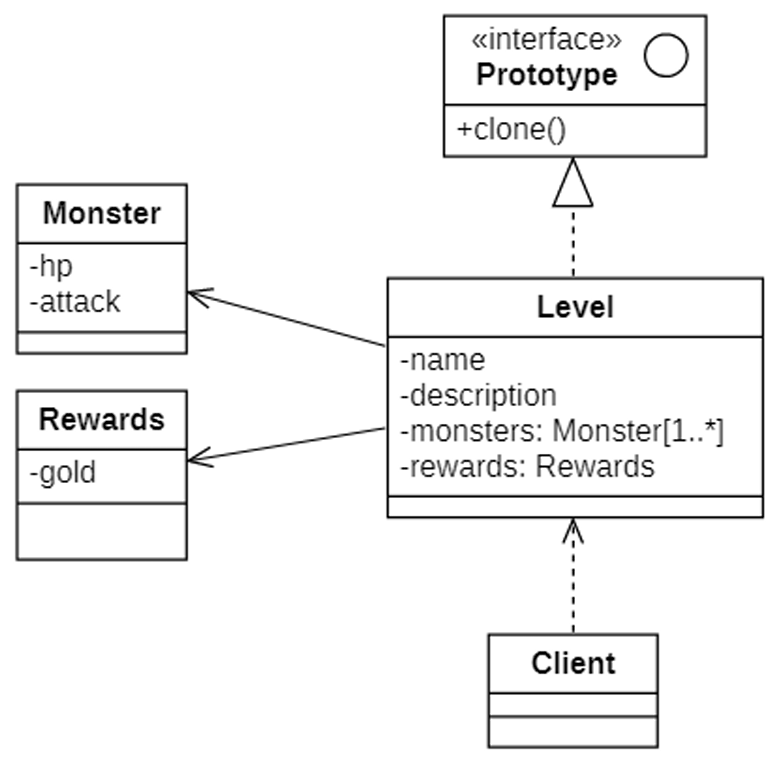 «interface»
Prototype
+clone()
Monster
-hp
-attack
Rewards
-gold
Level
-name
-description
-monsters: Monster[1..*]
-rewards: Rewards
Client